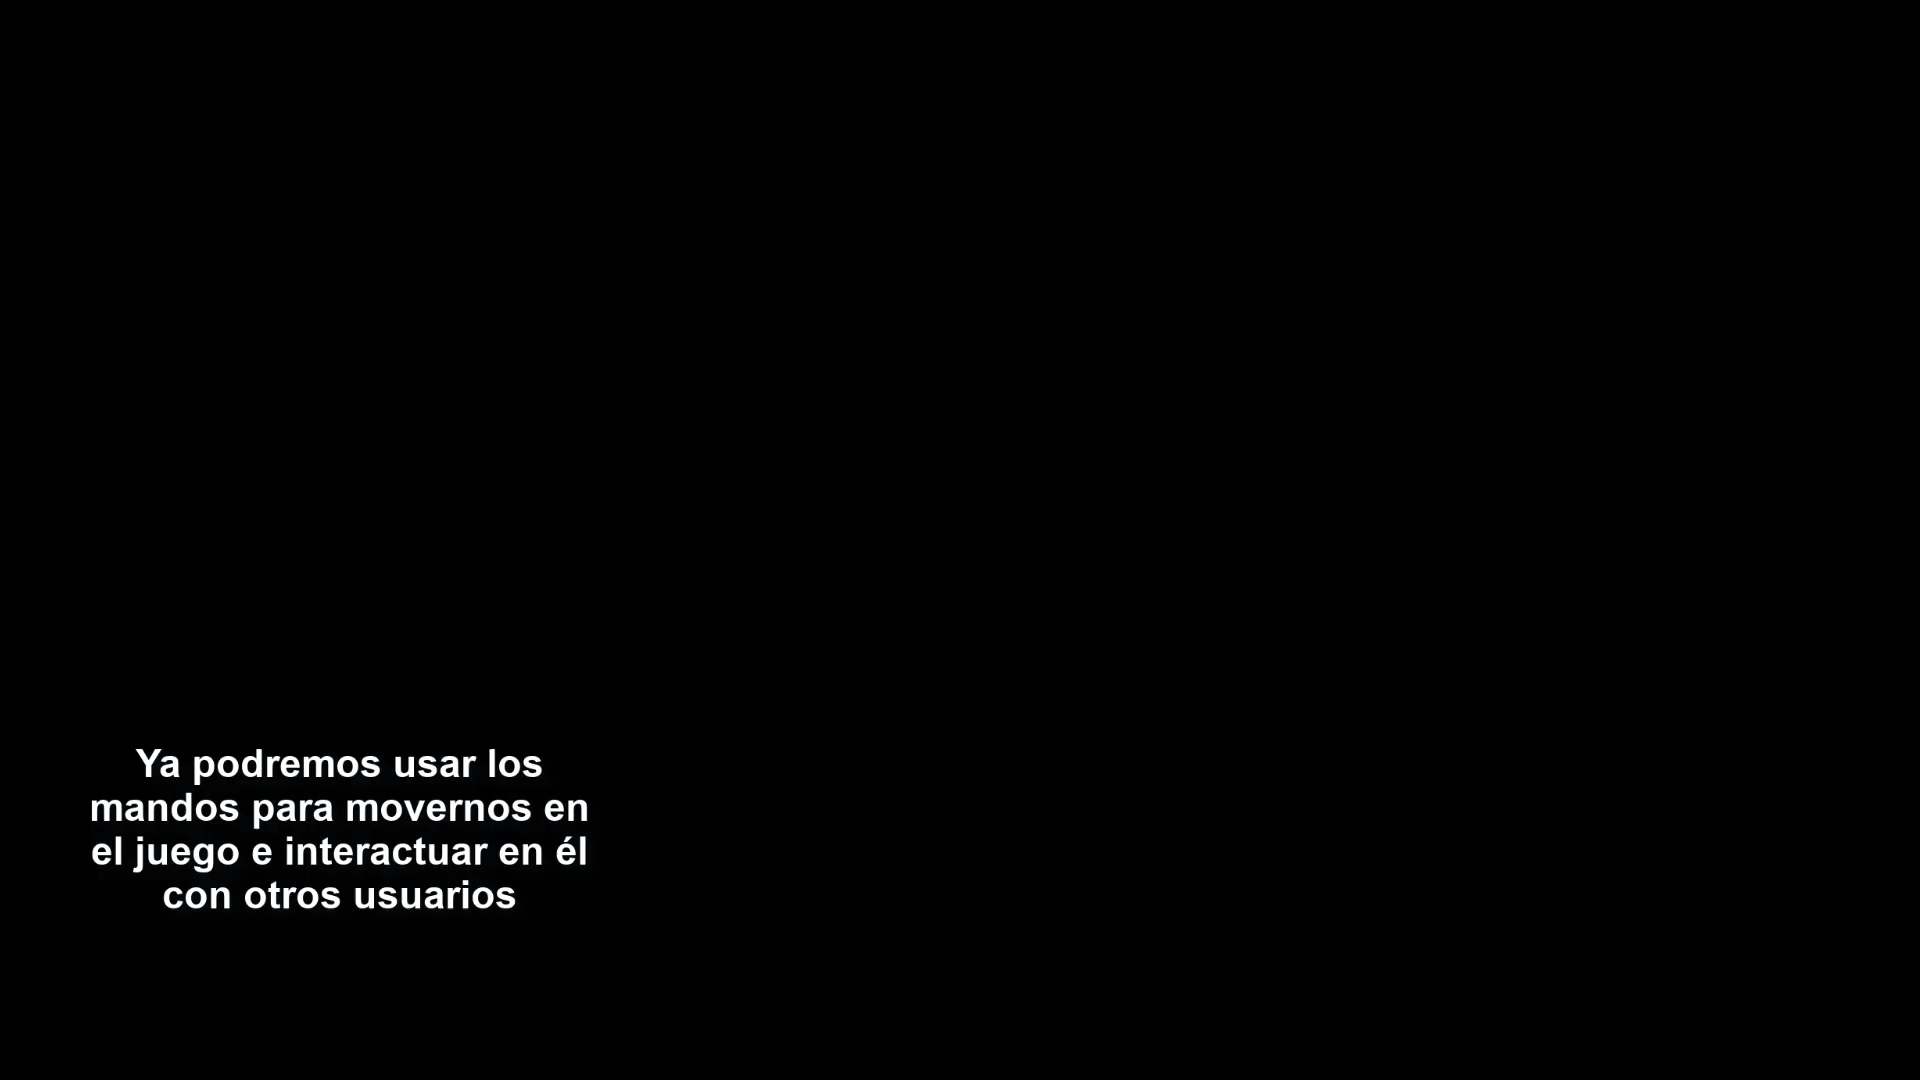 Ya podremos usar los
mandos para movernos en
el juego e interactuar en él
con otros usuarios